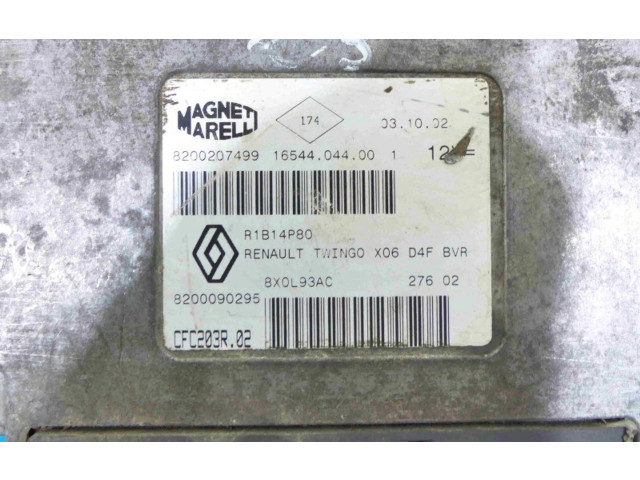 MAGNETI
MARELLI
174
03.10.02
8200207499 16544.044.00 1 12V=
R1B14P80
RENAULT TWINGO X06 D4F BVR
8X0L93AC 276 02
8200090295
CFC203R.02